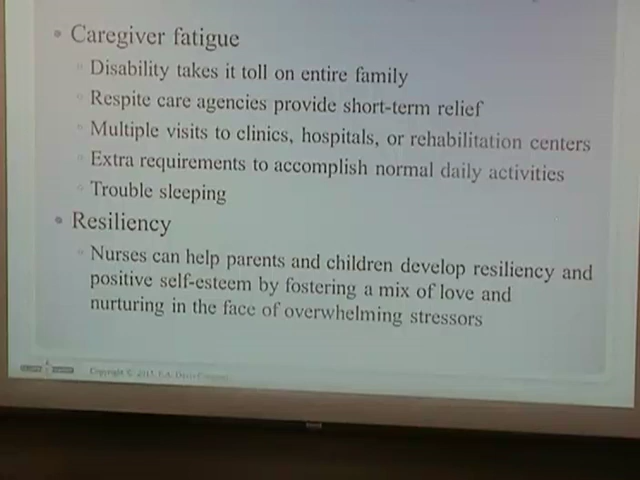 • Caregiver fatigue
◦ Disability takes it toll on entire family
◦ Respite care agencies provide short-term relief
◦ Multiple visits to clinics, hospitals, or rehabilitation centers
◦ Extra requirements to accomplish normal daily activities
◦ Trouble sleeping
• Resiliency
◦ Nurses can help parents and children develop resiliency and
positive self-esteem by fostering a mix of love and
nurturing in the face of overwhelming stressors
Copyright ©